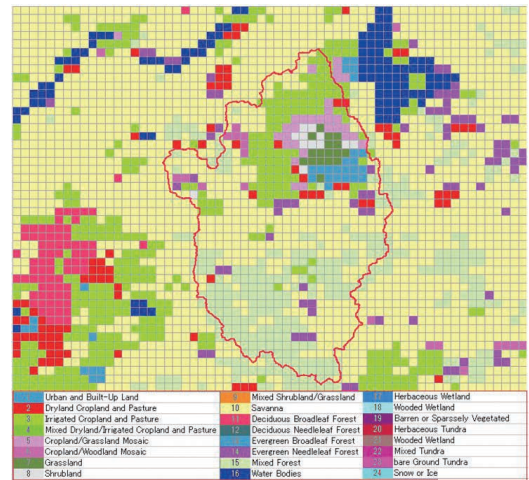 1 Urban and Built-Up Land
2 Dryland Cropland and Pasture
3 Irrigated Cropland and Pasture
4 Mixed Dryland/Irrigated Cropland and Pasture
5 Cropland/Grassland Mosaic
6 Cropland/Woodland Mosaic
7 Grassland
8 Shrubland
9 Mixed Shrubland/Grassland
10 Savanna
11 Deciduous Broadleaf Forest
12 Deciduous Needleleaf Forest
13 Evergreen Broadleaf Forest
14 Evergreen Needleleaf Forest
15 Mixed Forest
16 Water Bodies
17 Herbaceous Wetland
18 Wooded Wetland
19 Barren or Sparssely Vegetated
20 Herbaceous Tundra
21 Wooded Wetland
22 Mixed Tundra
23 bare Ground Tundra
24 Snow or Ice